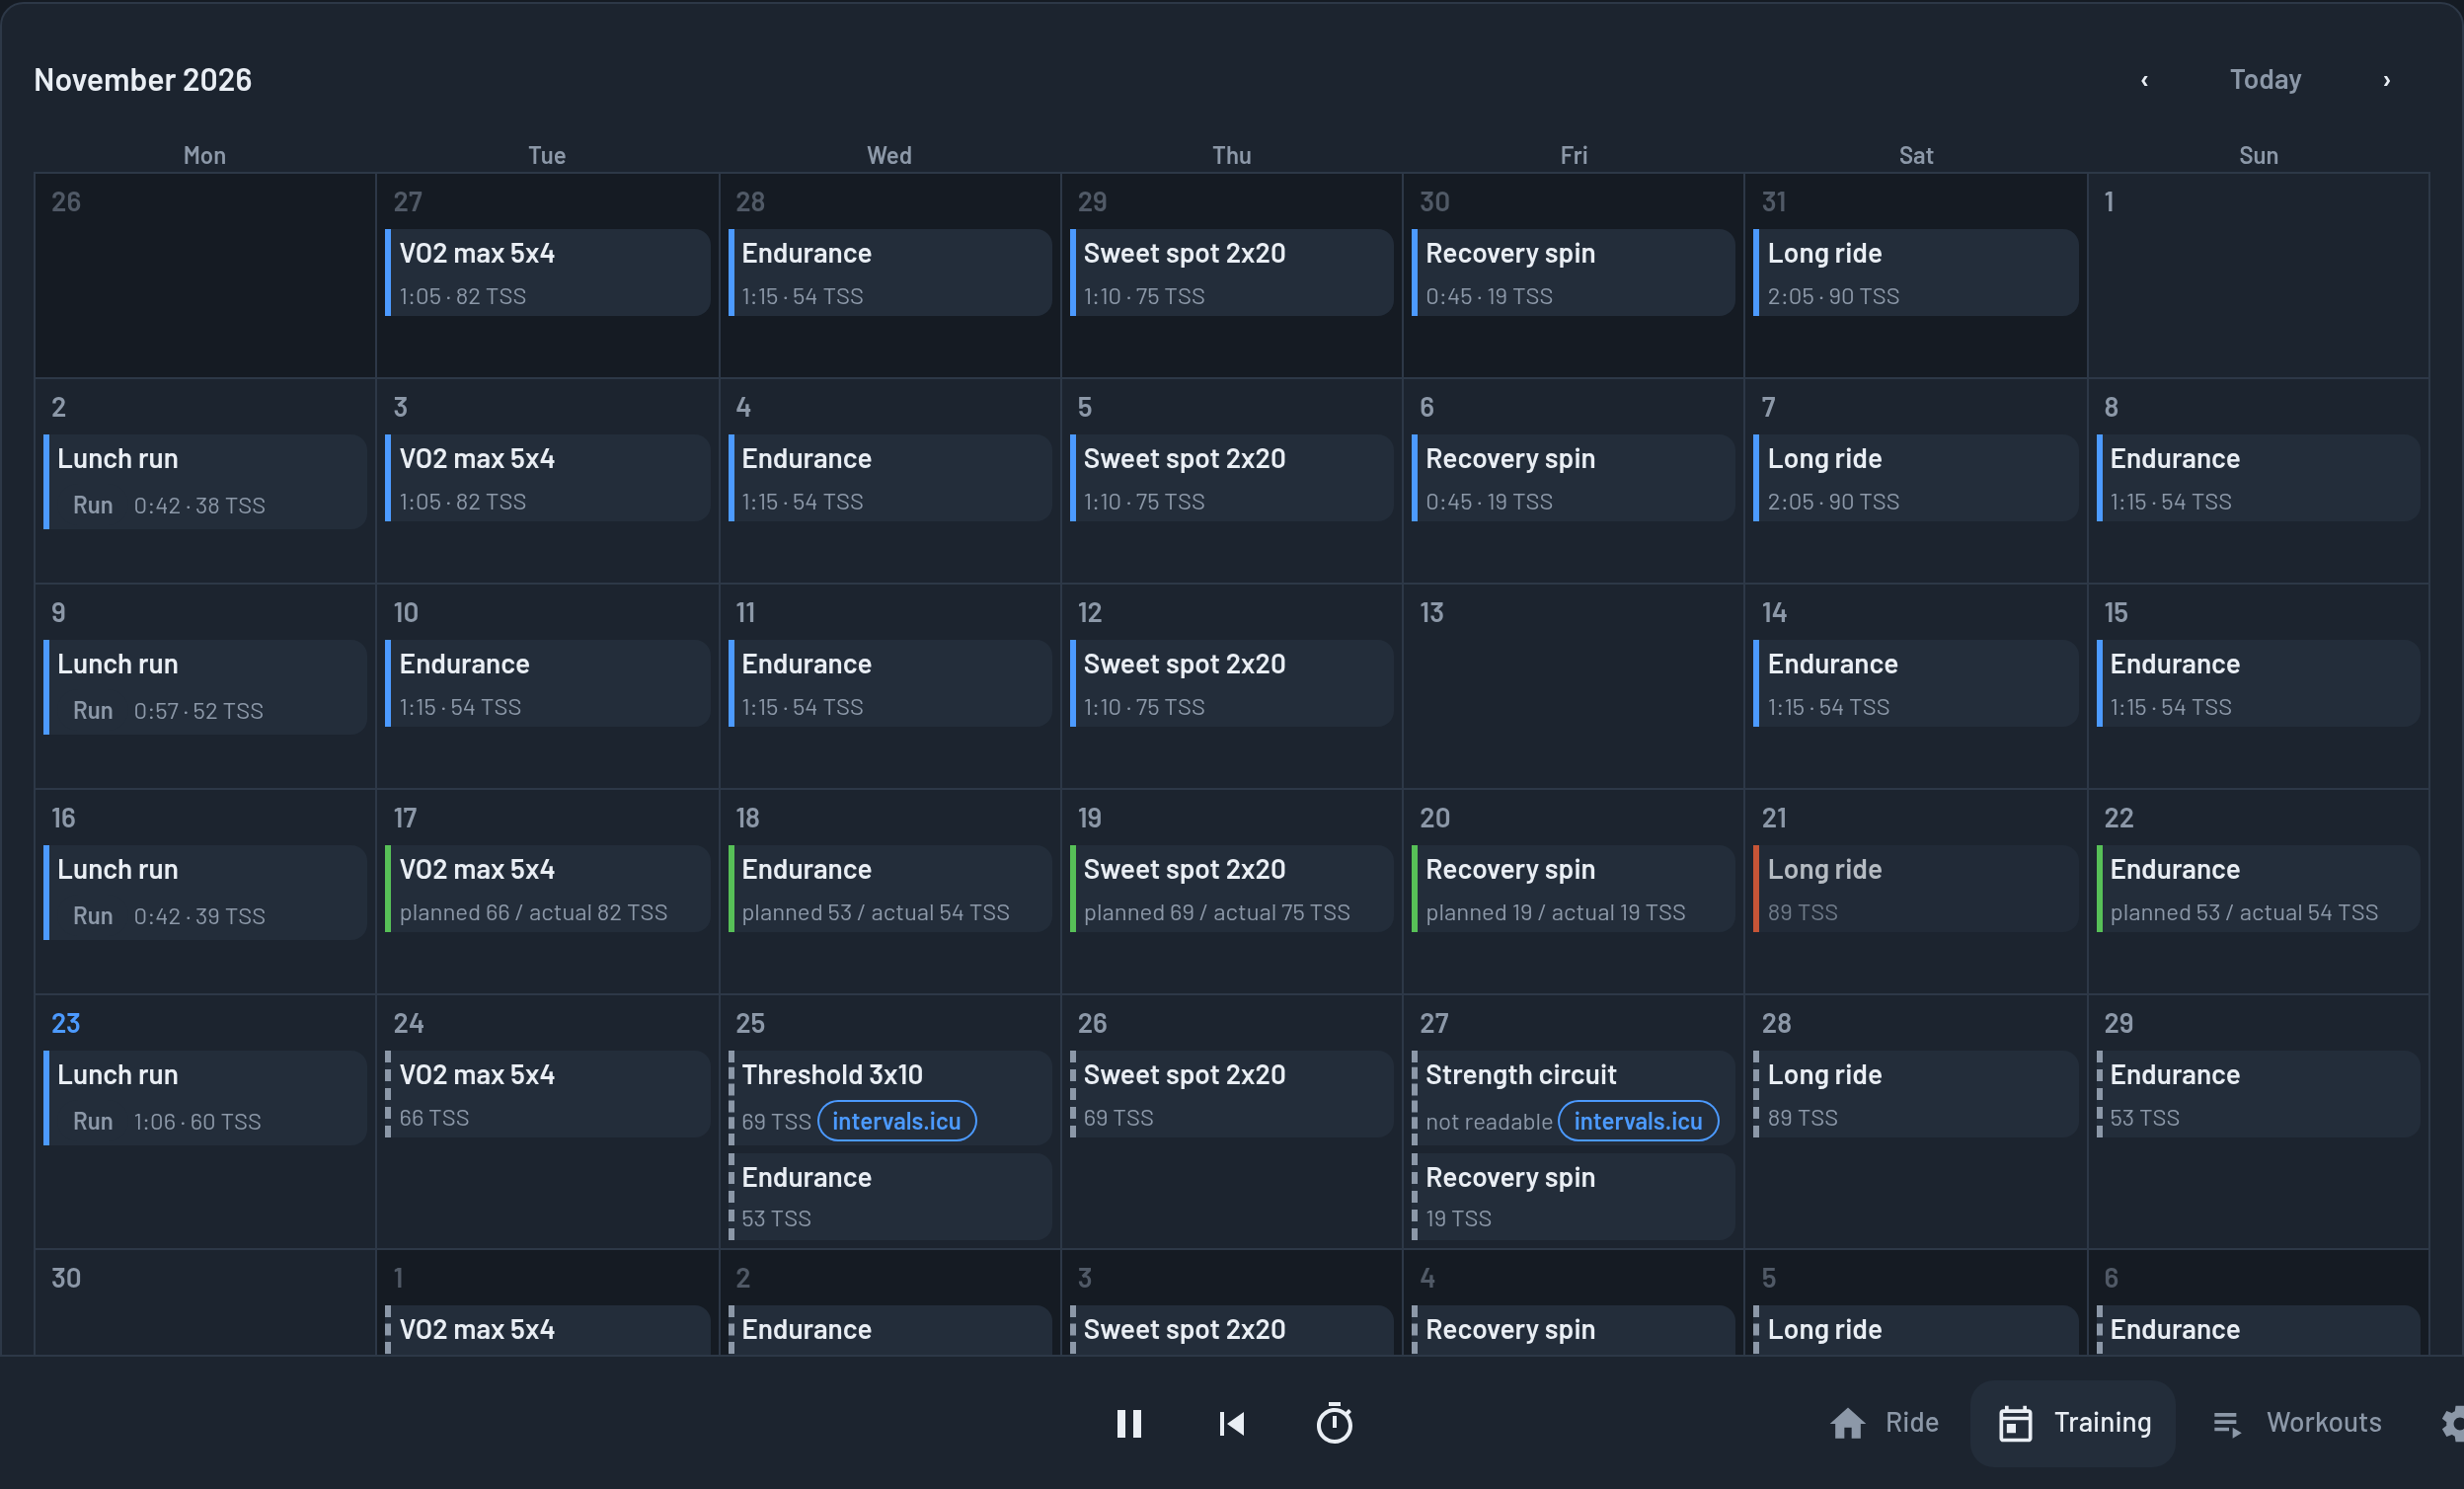 November 2026
‹ Today ›
Mon Tue Wed Thu Fri Sat Sun
26 27 28 29 30 31 1
VO2 max 5x4 Endurance Sweet spot 2x20 Recovery spin Long ride
1:05 · 82 TSS 1:15 · 54 TSS 1:10 · 75 TSS 0:45 · 19 TSS 2:05 · 90 TSS
2 3 4 5 6 7 8
Lunch run VO2 max 5x4 Endurance Sweet spot 2x20 Recovery spin Long ride Endurance
Run 0:42 · 38 TSS 1:05 · 82 TSS 1:15 · 54 TSS 1:10 · 75 TSS 0:45 · 19 TSS 2:05 · 90 TSS 1:15 · 54 TSS
9 10 11 12 13 14 15
Lunch run Endurance Endurance Sweet spot 2x20 Endurance Endurance
Run 0:57 · 52 TSS 1:15 · 54 TSS 1:15 · 54 TSS 1:10 · 75 TSS 1:15 · 54 TSS 1:15 · 54 TSS
16 17 18 19 20 21 22
Lunch run VO2 max 5x4 Endurance Sweet spot 2x20 Recovery spin Long ride Endurance
Run 0:42 · 39 TSS planned 66 / actual 82 TSS planned 53 / actual 54 TSS planned 69 / actual 75 TSS planned 19 / actual 19 TSS 89 TSS planned 53 / actual 54 TSS
23 24 25 26 27 28 29
Lunch run VO2 max 5x4 Threshold 3x10 Sweet spot 2x20 Strength circuit Long ride Endurance
Run 1:06 · 60 TSS 66 TSS 69 TSS intervals.icu 69 TSS not readable intervals.icu 89 TSS 53 TSS
Endurance Recovery spin
53 TSS 19 TSS
30 1 2 3 4 5 6
VO2 max 5x4 Endurance Sweet spot 2x20 Recovery spin Long ride Endurance
Ride Training Workouts